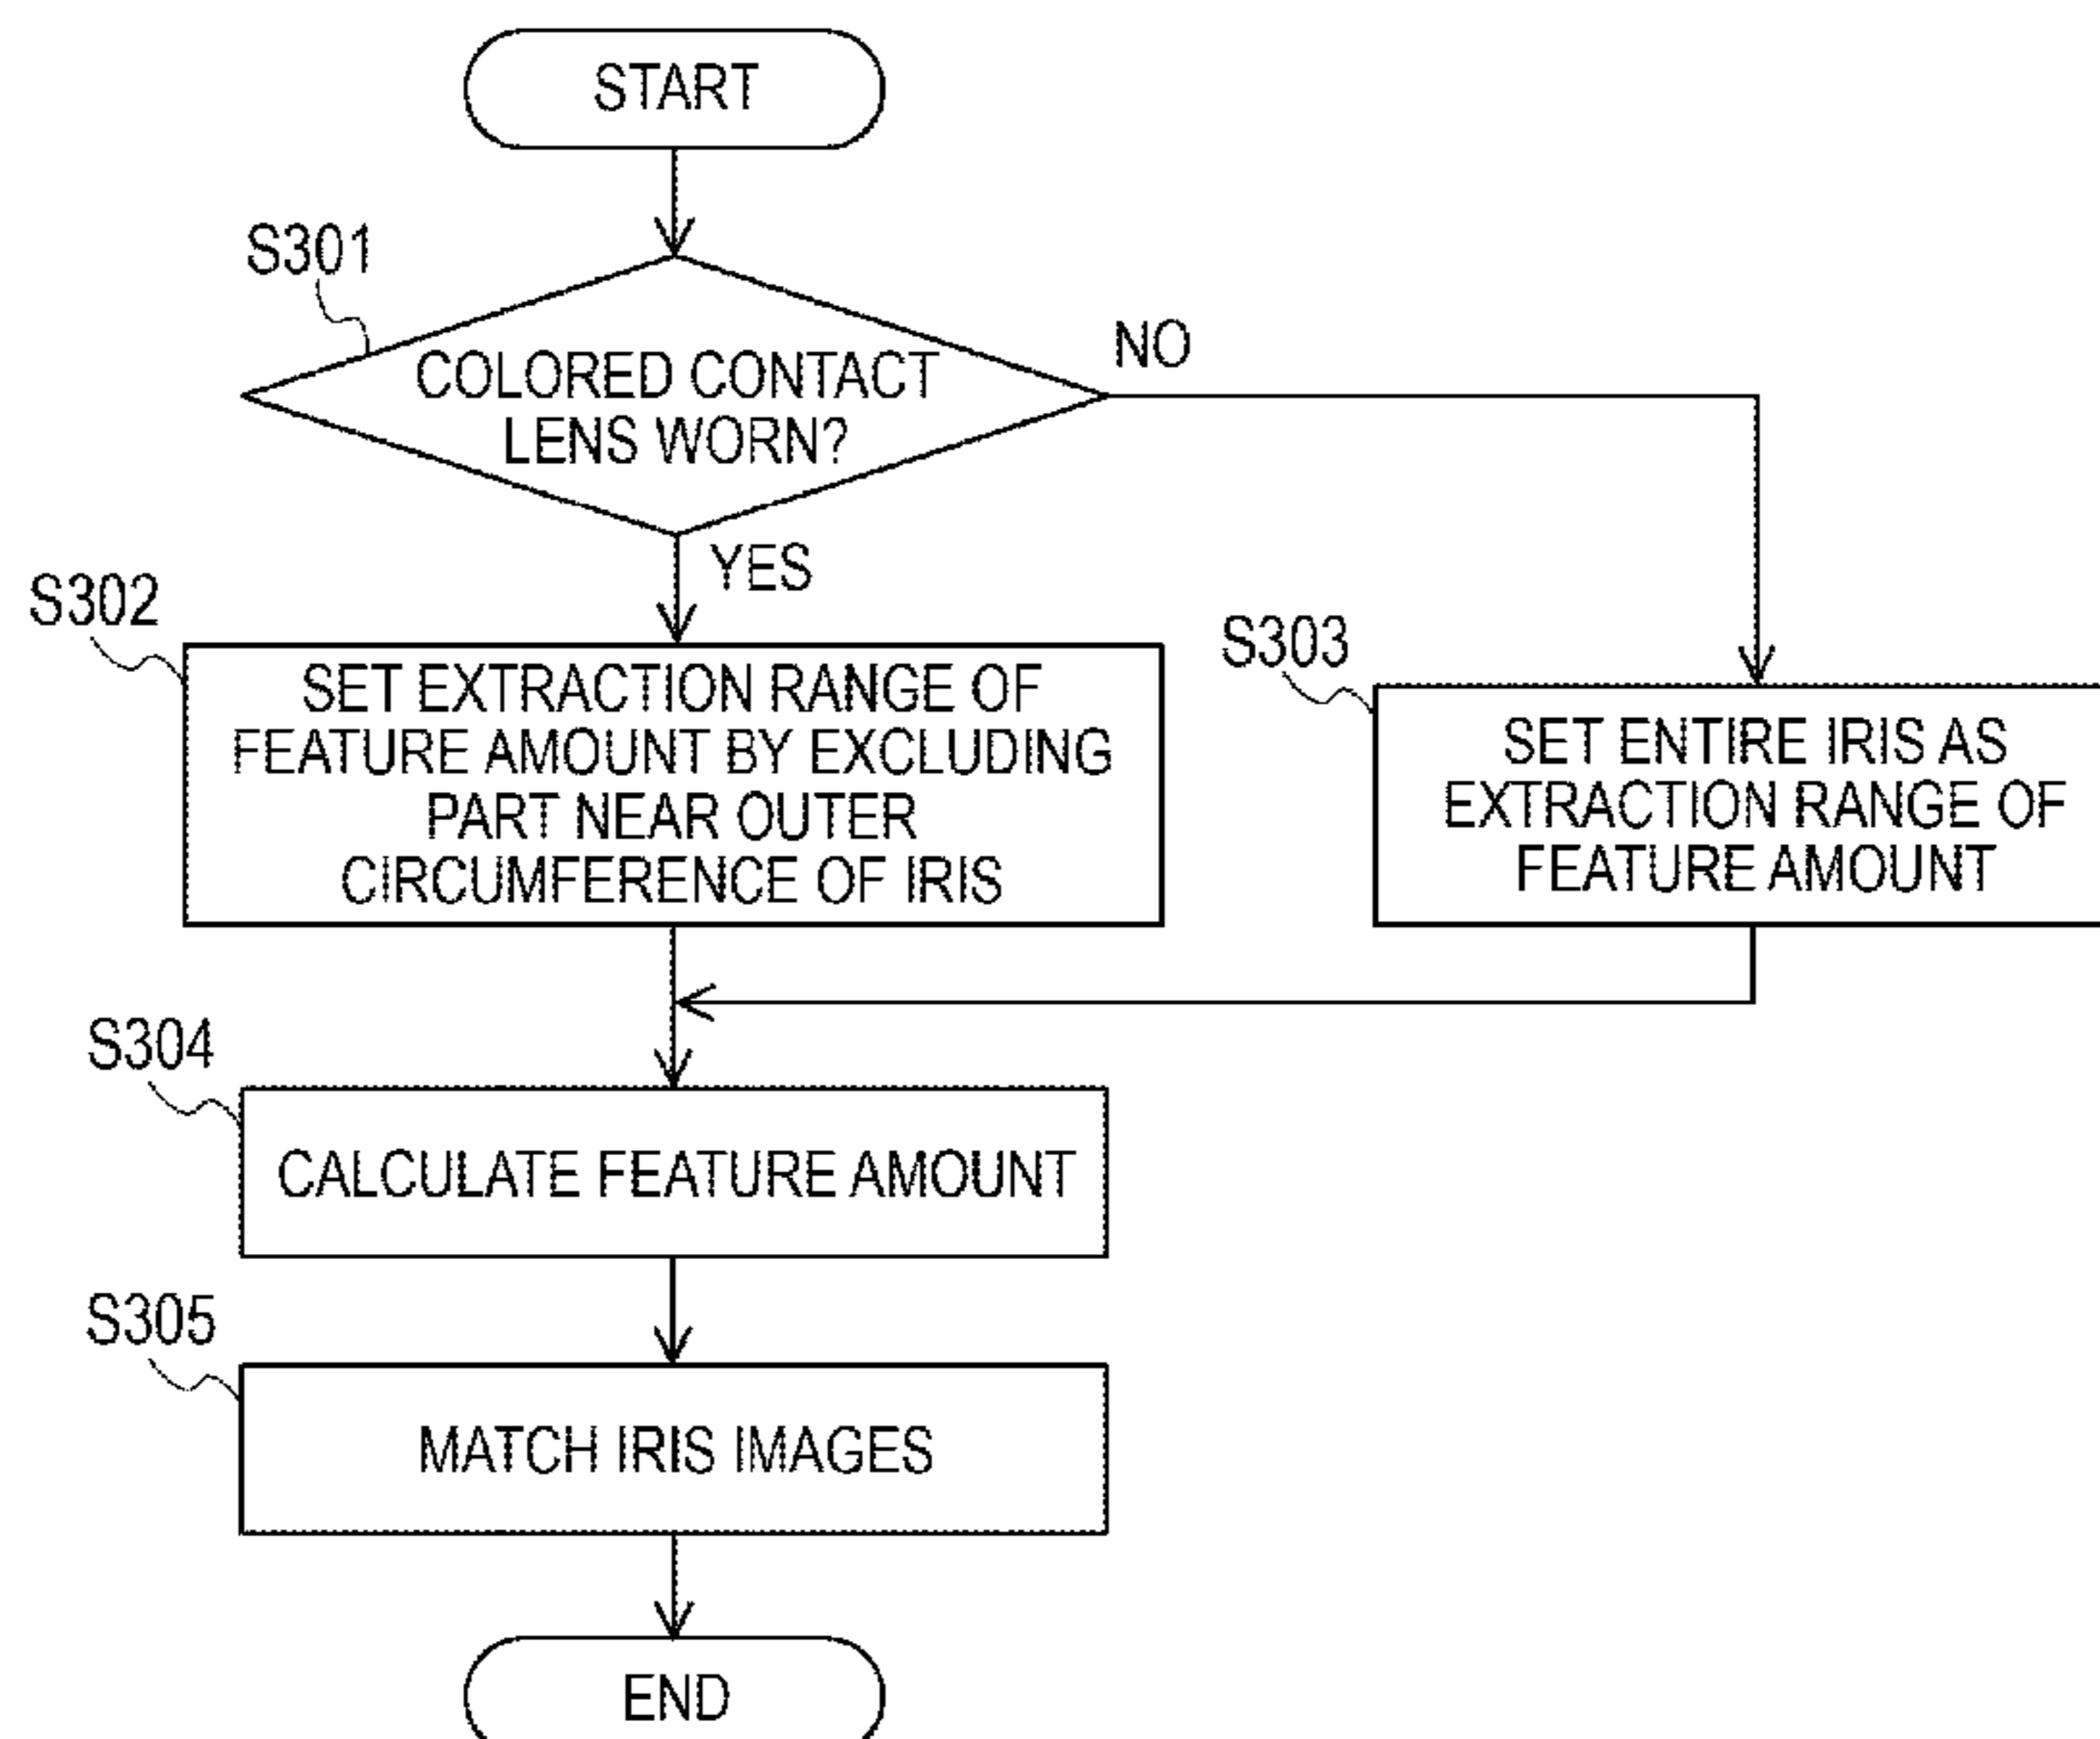 START
S301
COLORED CONTACT
LENS WORN?
NO
YES
S302
SET EXTRACTION RANGE OF
FEATURE AMOUNT BY EXCLUDING
PART NEAR OUTER
CIRCUMFERENCE OF IRIS
S303
SET ENTIRE IRIS AS
EXTRACTION RANGE OF
FEATURE AMOUNT
S304
CALCULATE FEATURE AMOUNT
S305
MATCH IRIS IMAGES
END